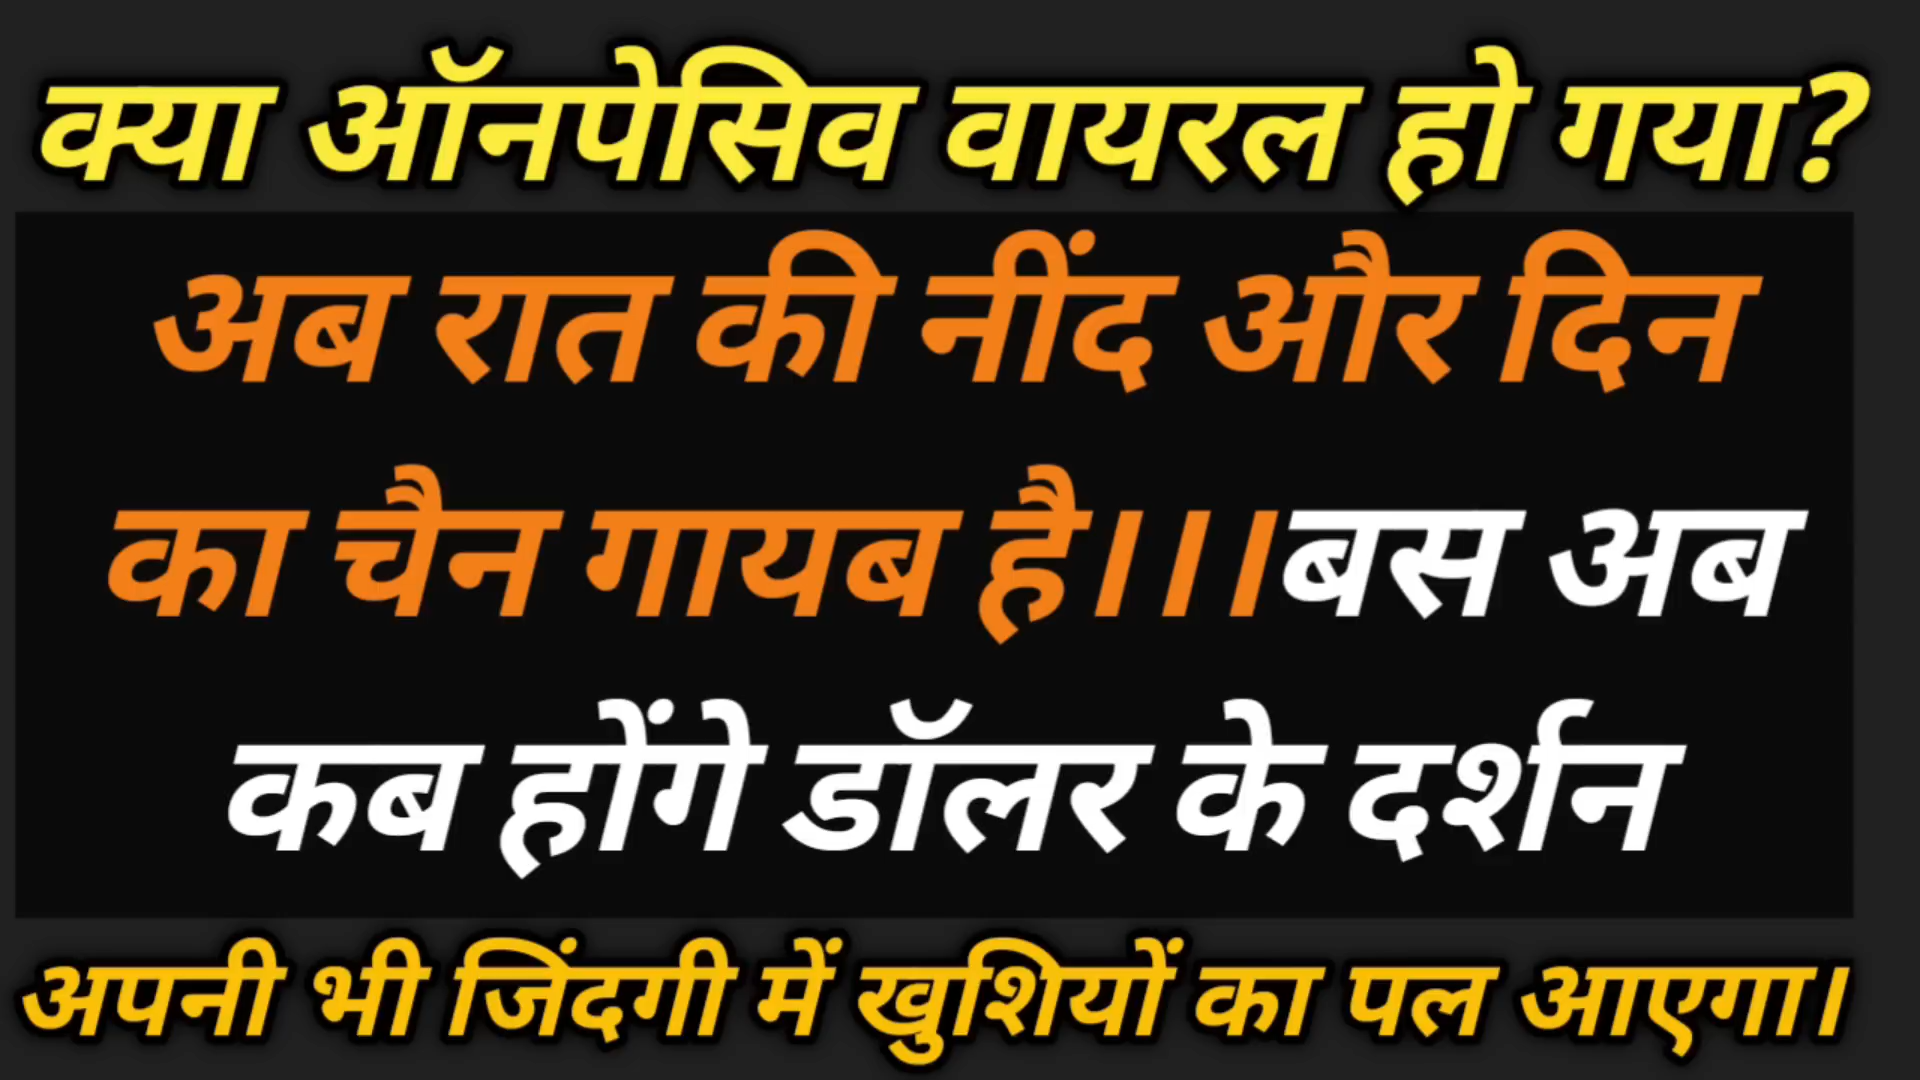 क्या ऑनपेसिव वायरल हो गया?
अब रात की नींद और दिन
का चैन गायब है।।।बस अब
कब होंगे डॉलर के दर्शन
अपनी भी जिंदगी में खुशियों का पल आएगा।